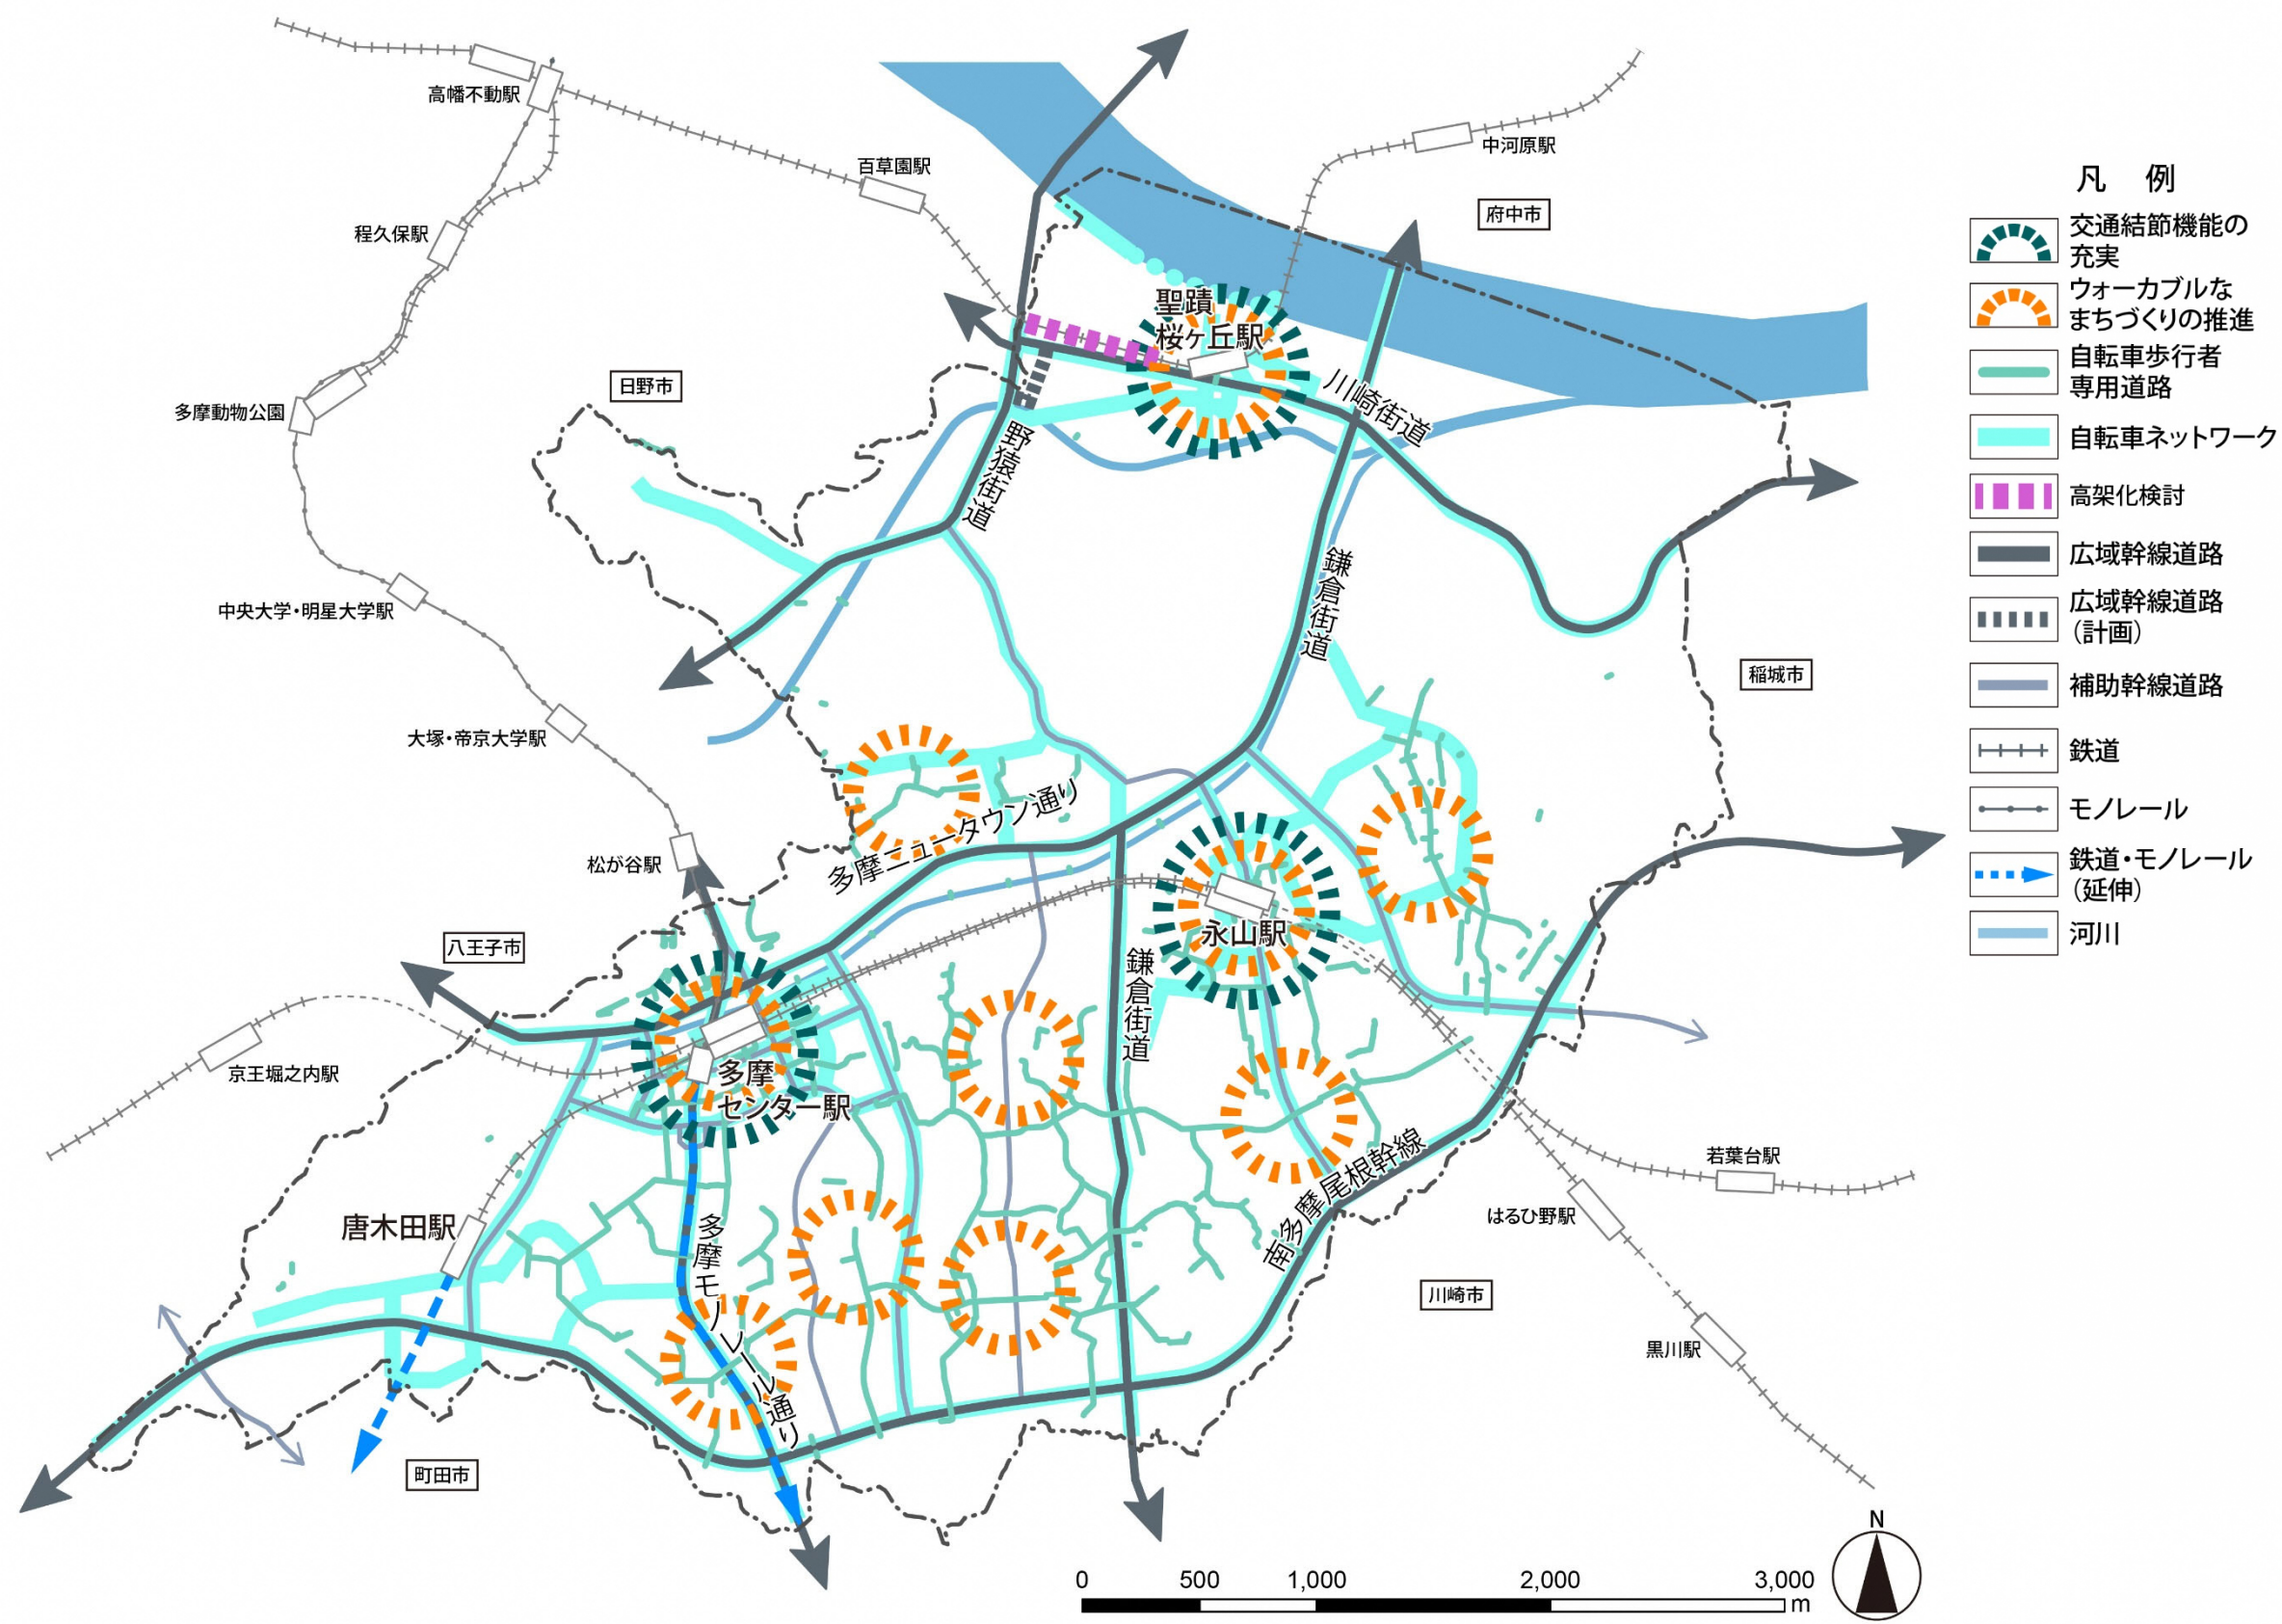 高幡不動駅
百草園駅
中河原駅
府中市
程久保駅
聖蹟
桜ヶ丘駅
日野市
多摩動物公園
川崎街道
野猿街道
中央大学・明星大学駅
鎌倉街道
稲城市
大塚・帝京大学駅
多摩ニュータウン通り
松が谷駅
永山駅
八王子市
鎌倉街道
京王堀之内駅
多摩
センター駅
若葉台駅
はるひ野駅
南多摩尾根幹線
唐木田駅
多摩モノレール通り
川崎市
黒川駅
町田市
凡 例
交通結節機能の
充実
ウォーカブルな
まちづくりの推進
自転車歩行者
専用道路
自転車ネットワーク
高架化検討
広域幹線道路
広域幹線道路
（計画）
補助幹線道路
鉄道
モノレール
鉄道・モノレール
（延伸）
河川
N
0 500 1,000 2,000 3,000
m